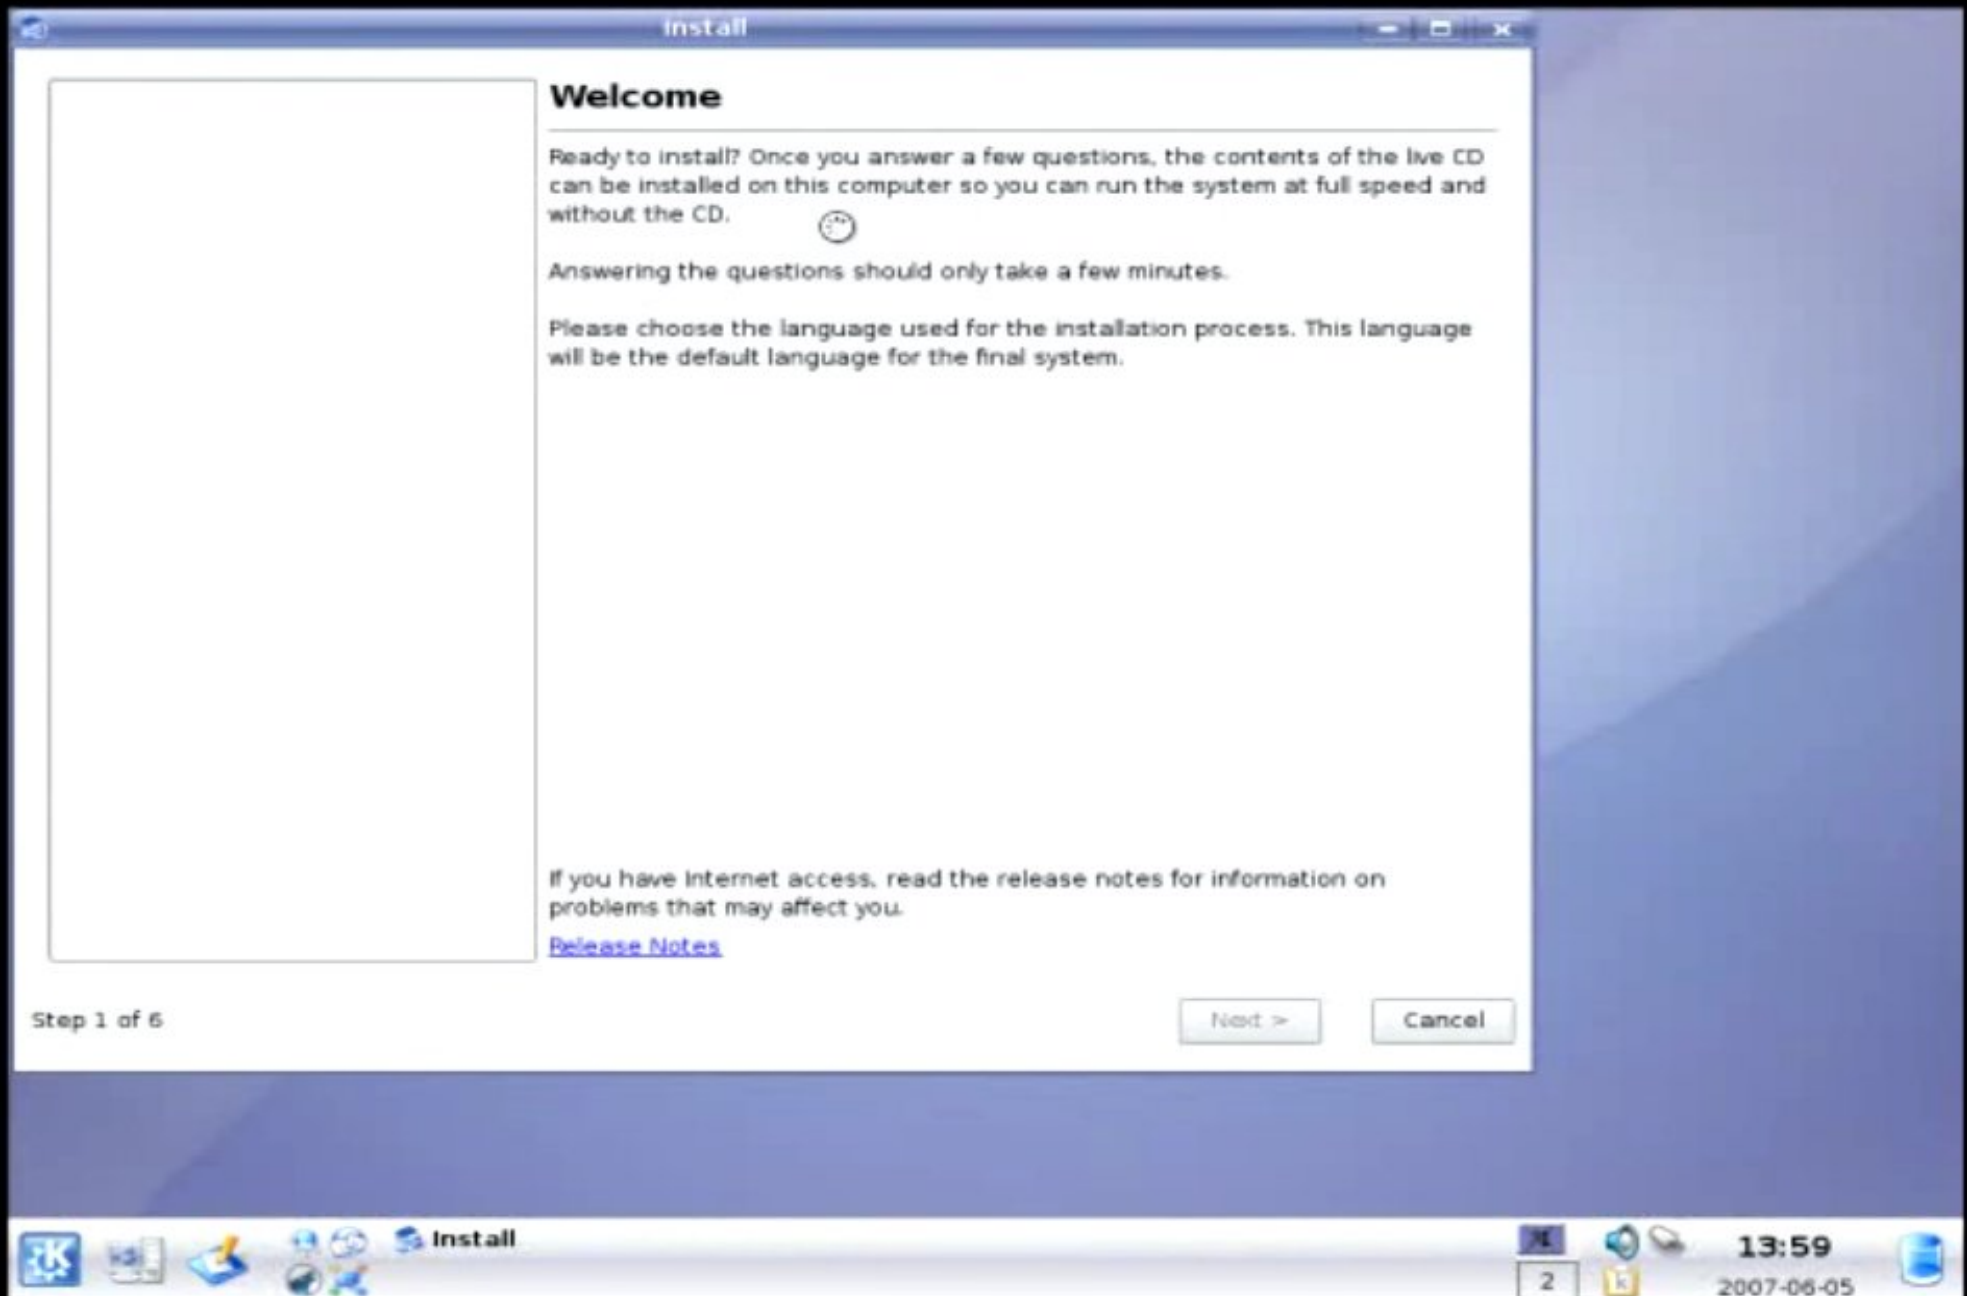 Install
Welcome
Ready to install? Once you answer a few questions, the contents of the live CD
can be installed on this computer so you can run the system at full speed and
without the CD.
Answering the questions should only take a few minutes.
Please choose the language used for the installation process. This language
will be the default language for the final system.
If you have Internet access, read the release notes for information on
problems that may affect you.
Release Notes
Step 1 of 6
Next >
Cancel
Install
2
13:59
2007-06-05